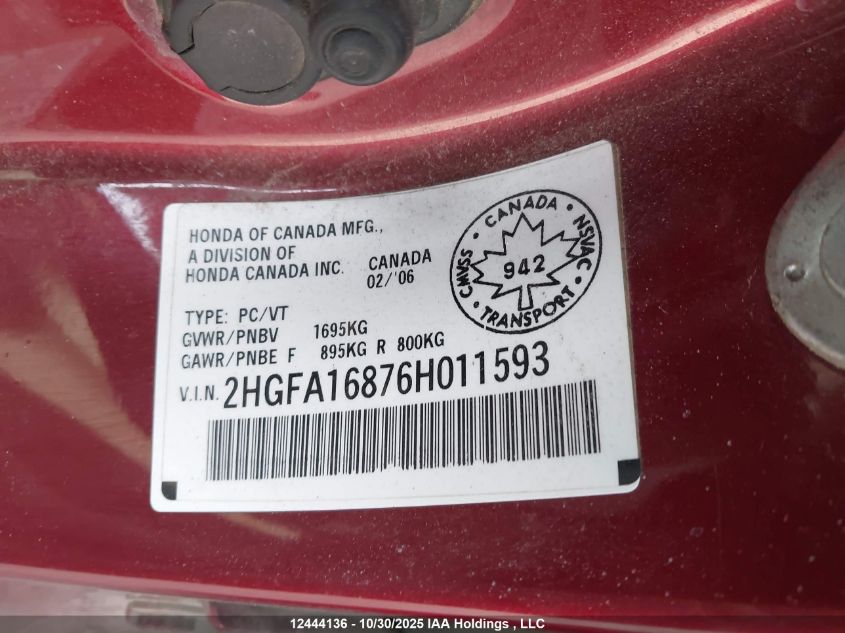 HONDA OF CANADA MFG.,
A DIVISION OF
HONDA CANADA INC. CANADA
02/'06
TYPE: PC/VT
GVWR/PNBV 1695KG
GAWR/PNBE F 895KG R 800KG
V.I.N. 2HGFA16876H011593
CANADA • NSVAC • TRANSPORT • CMVSS •
942
12444136 - 10/30/2025 IAA Holdings , LLC